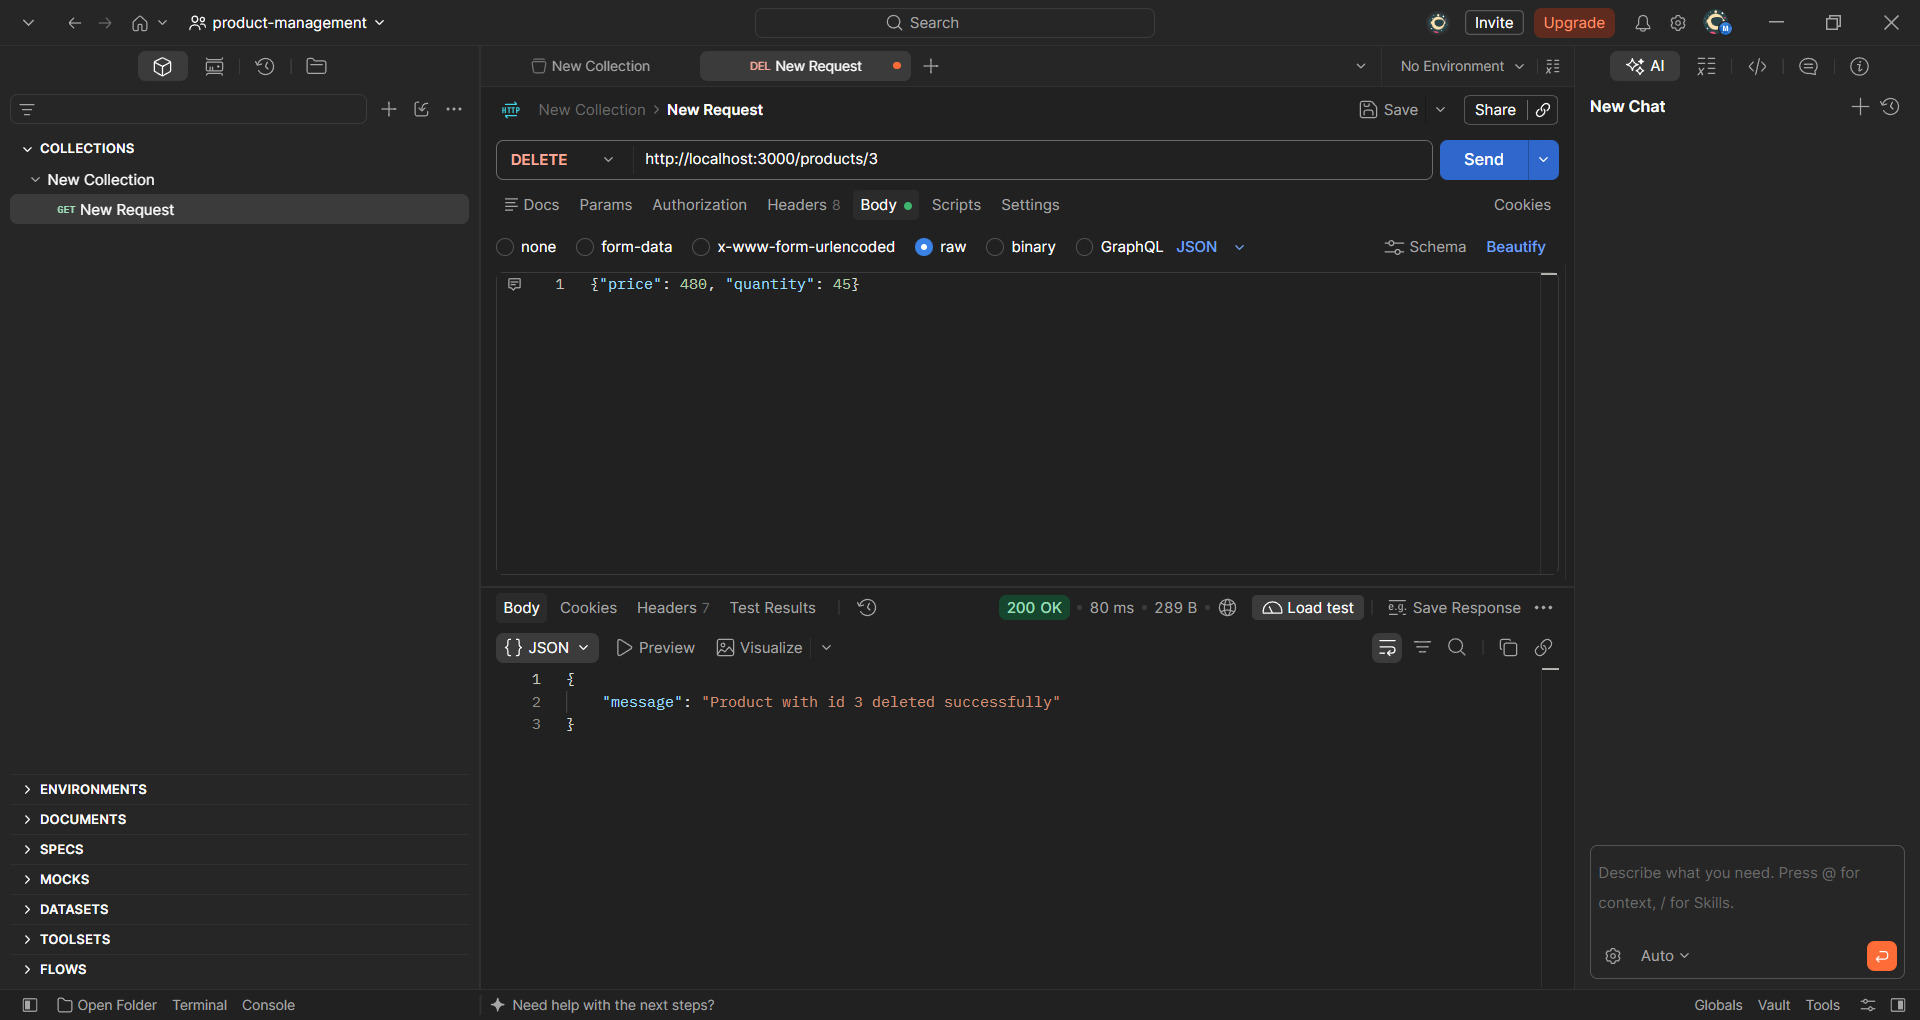 product-management
Search
Invite
Upgrade
M
New Collection
DEL New Request
No Environment
AI
New Collection > New Request
Save
Share
New Chat
COLLECTIONS
New Collection
GET New Request
HTTP
DELETE
http://localhost:3000/products/3
Send
Docs Params Authorization Headers 8 Body Scripts Settings
Cookies
none form-data x-www-form-urlencoded raw binary GraphQL JSON
Schema Beautify
1 {"price": 480, "quantity": 45}
Body Cookies Headers 7 Test Results
200 OK • 80 ms • 289 B
Load test
e.g. Save Response
{} JSON Preview Visualize
1 {
2 "message": "Product with id 3 deleted successfully"
3 }
ENVIRONMENTS
DOCUMENTS
SPECS
MOCKS
DATASETS
TOOLSETS
FLOWS
Describe what you need. Press @ for
context, / for Skills.
Auto
Open Folder Terminal Console
Need help with the next steps?
Globals Vault Tools